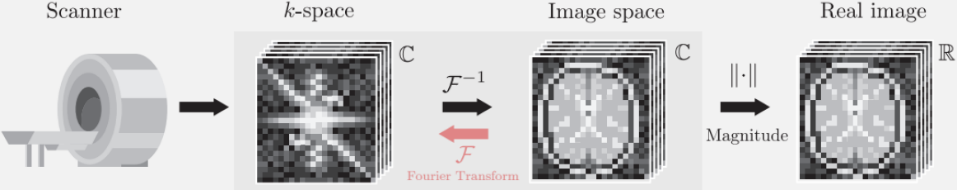 Scanner
k-space
Image space
Real image
ℂ
ℂ
ℝ
ℱ⁻¹
ℱ
Fourier Transform
‖·‖
Magnitude